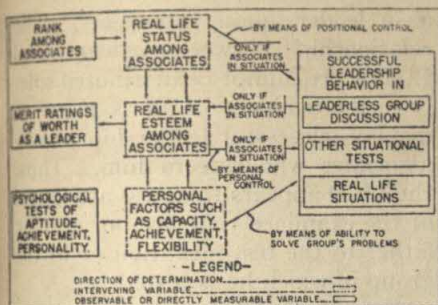 RANK
AMONG
ASSOCIATES
REAL LIFE
STATUS
AMONG
ASSOCIATES
BY MEANS OF POSITIONAL CONTROL
ONLY IF
ASSOCIATES
IN SITUATION
SUCCESSFUL
LEADERSHIP
BEHAVIOR IN
LEADERLESS GROUP
DISCUSSION
OTHER SITUATIONAL
TESTS
REAL LIFE
SITUATIONS
MERIT RATINGS
OF WORTH
AS A LEADER
REAL LIFE
ESTEEM
AMONG
ASSOCIATES
ONLY IF
ASSOCIATES
IN SITUATION
ONLY IF
ASSOCIATES
IN SITUATION
BY MEANS OF
PERSONAL
CONTROL
PSYCHOLOGICAL
TESTS OF
APTITUDE,
ACHIEVEMENT,
PERSONALITY.
PERSONAL
FACTORS SUCH
AS CAPACITY,
ACHIEVEMENT,
FLEXIBILITY
BY MEANS OF ABILITY TO
SOLVE GROUP'S PROBLEMS
-LEGEND-
DIRECTION OF DETERMINATION
INTERVENING VARIABLE
OBSERVABLE OR DIRECTLY MEASURABLE VARIABLE